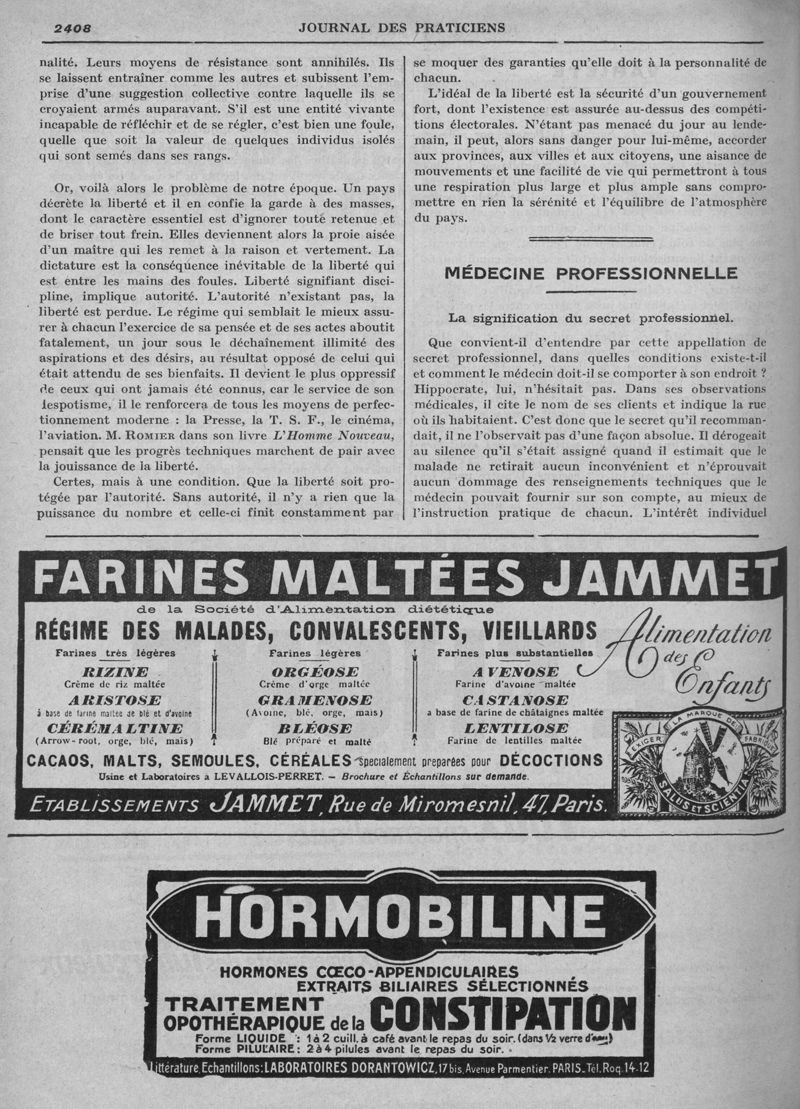 2408
JOURNAL DES PRATICIENS
nalité. Leurs moyens de résistance sont annihilés. Ils
se laissent entraîner comme les autres et subissent l'em-
prise d'une suggestion collective contre laquelle ils se
croyaient armés auparavant. S'il est une entité vivante
incapable de réfléchir et de se régler, c'est bien une foule,
quelle que soit la valeur de quelques individus isolés
qui sont semés dans ses rangs.
Or, voilà alors le problème de notre époque. Un pays
décrète la liberté et il en confie la garde à des masses,
dont le caractère essentiel est d'ignorer touté retenue et
de briser tout frein. Elles deviennent alors la proie aisée
d'un maître qui les remet à la raison et vertement. La
dictature est la conséquence inévitable de la liberté qui
est entre les mains des foules. Liberté signifiant disci-
pline, implique autorité. L'autorité n'existant pas, la
liberté est perdue. Le régime qui semblait le mieux assu-
rer à chacun l'exercice de sa pensée et de ses actes aboutit
fatalement, un jour sous le déchaînement illimité des
aspirations et des désirs, au résultat opposé de celui qui
était attendu de ses bienfaits. Il devient le plus oppressif
de ceux qui ont jamais été connus, car le service de son
lespotisme, il le renforcera de tous les moyens de perfec-
tionnement moderne : la Presse, la T. S. F., le cinéma,
l'aviation. M. ROMIER dans son livre L'Homme Nouveau,
pensait que les progrès techniques marchent de pair avec
la jouissance de la liberté.
Certes, mais à une condition. Que la liberté soit pro-
tégée par l'autorité. Sans autorité, il n'y a rien que la
puissance du nombre et celle-ci finit constamment par
se moquer des garanties qu'elle doit à la personnalité de
chacun.
L'idéal de la liberté est la sécurité d'un gouvernement
fort, dont l'existence est assurée au-dessus des compéti-
tions électorales. N'étant pas menacé du jour au lende-
main, il peut, alors sans danger pour lui-même, accorder
aux provinces, aux villes et aux citoyens, une aisance de
mouvements et une facilité de vie qui permettront à tous
une respiration plus large et plus ample sans compro-
mettre en rien la sérénité et l'équilibre de l'atmosphère
du pays.
MÉDECINE PROFESSIONNELLE
La signification du secret professionnel.
Que convient-il d'entendre par cette appellation de
secret professionnel, dans quelles conditions existe-t-il
et comment le médecin doit-il se comporter à son endroit ?
Hippocrate, lui, n'hésitait pas. Dans ses observations
médicales, il cite le nom de ses clients et indique la rue
où ils habitaient. C'est donc que le secret qu'il recomman-
dait, il ne l'observait pas d'une façon absolue. Il dérogeait
au silence qu'il s'était assigné quand il estimait que le
malade ne retirait aucun inconvénient et n'éprouvait
aucun dommage des renseignements techniques que le
médecin pouvait fournir sur son compte, au mieux de
l'instruction pratique de chacun. L'intérêt individuel
FARINES MALTÉES JAMMET
de la Société d'Alimentation diététique
RÉGIME DES MALADES, CONVALESCENTS, VIEILLARDS
Alimentation
des
Enfants
Farines très légères
RIZINE
Crème de riz maltée
ARISTOSE
à base de farine maltée de blé et d'avoine
CÉRÉMALTINE
(Arrow-root, orge, blé, maïs)
Farines légères
ORGÉOSE
Crème d'orge maltée
GRAMENOSE
(Avoine, blé, orge, maïs)
BLÉOSE
Blé préparé et malté
Farines plus substantielles
AVENOSE
Farine d'avoine maltée
CASTANOSE
a base de farine de châtaignes maltée
LENTILOSE
Farine de lentilles maltée
CACAOS, MALTS, SEMOULES, CÉRÉALES Spécialement préparées pour DÉCOCTIONS
Usine et Laboratoires a LEVALLOIS-PERRET. – Brochure et Échantillons sur demande.
EXIGER LA MARQUE DE FABRIQUE
SALUS ET SCIENTIA
ETABLISSEMENTS JAMMET, Rue de Miromesnil, 47, Paris.
HORMOBILINE
HORMONES CŒCO-APPENDICULAIRES
EXTRAITS BILIAIRES SÉLECTIONNÉS
TRAITEMENT
OPOTHÉRAPIQUE de la CONSTIPATION
Forme LIQUIDE : 1 à 2 cuill. à café avant le repas du soir. (dans ½ verre d'eau)
Forme PILULAIRE : 2 à 4 pilules avant le repas du soir.
Littérature, Echantillons: LABORATOIRES DORANTOWICZ, 17 bis, Avenue Parmentier. PARIS_Tél. Roq. 14-12